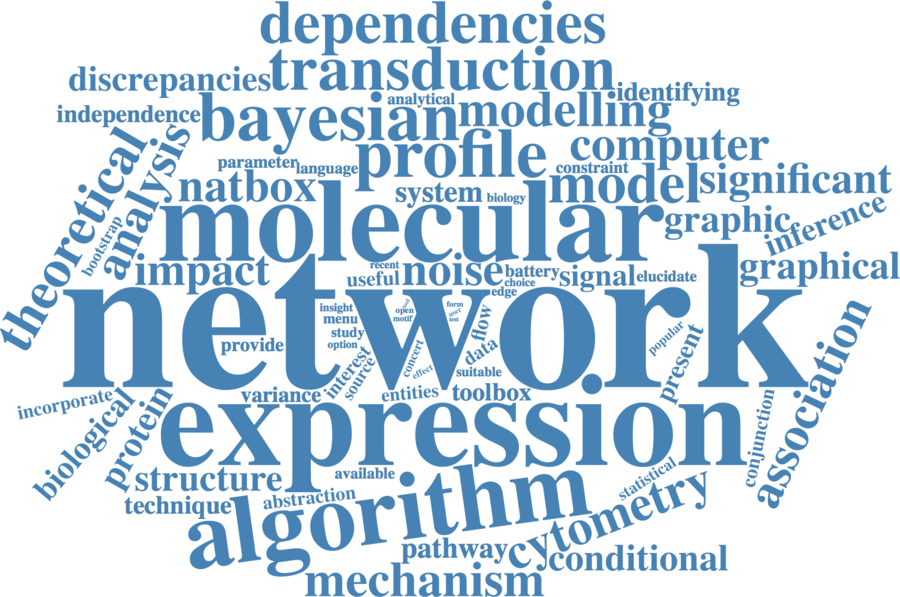 dependencies
transduction
discrepancies
identifying
analytical
independence
bayesian
modelling
computer
profile
parameter
language
constraint
theoretical
analysis
natbox
system
biology
model
significant
molecular
graphic
inference
bootstrap
impact
recent
useful
noise
battery
choice
signal
elucidate
graphical
edge
network
insight
menu
study
option
open
motif
tool
form
user
test
flow
data
provide
interest
source
concert
effect
suitable
popular
present
association
variance
entities
toolbox
incorporate
biological
protein
expression
conjunction
structure
available
statistical
technique
abstraction
algorithm
cytometry
pathway
conditional
mechanism